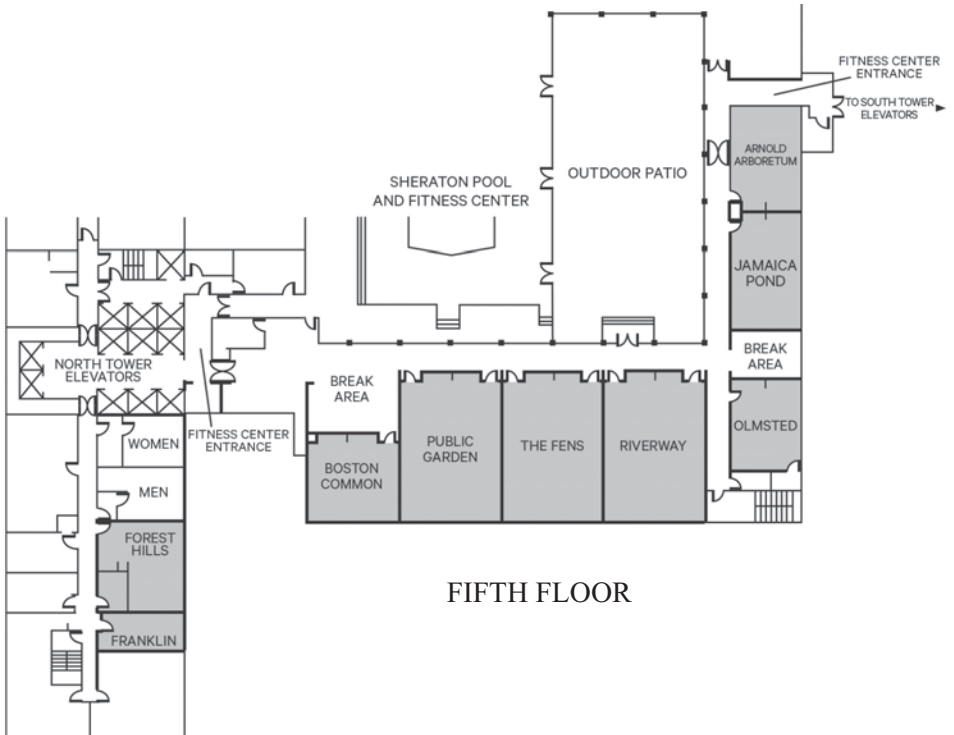 FITNESS CENTER
ENTRANCE
TO SOUTH TOWER
ELEVATORS
ARNOLD
ARBORETUM
SHERATON POOL
AND FITNESS CENTER
OUTDOOR PATIO
JAMAICA
POND
NORTH TOWER
ELEVATORS
BREAK
AREA
BREAK
AREA
OLMSTED
FITNESS CENTER
ENTRANCE
WOMEN
PUBLIC
GARDEN
THE FENS
RIVERWAY
BOSTON
COMMON
MEN
FOREST
HILLS
FIFTH FLOOR
FRANKLIN